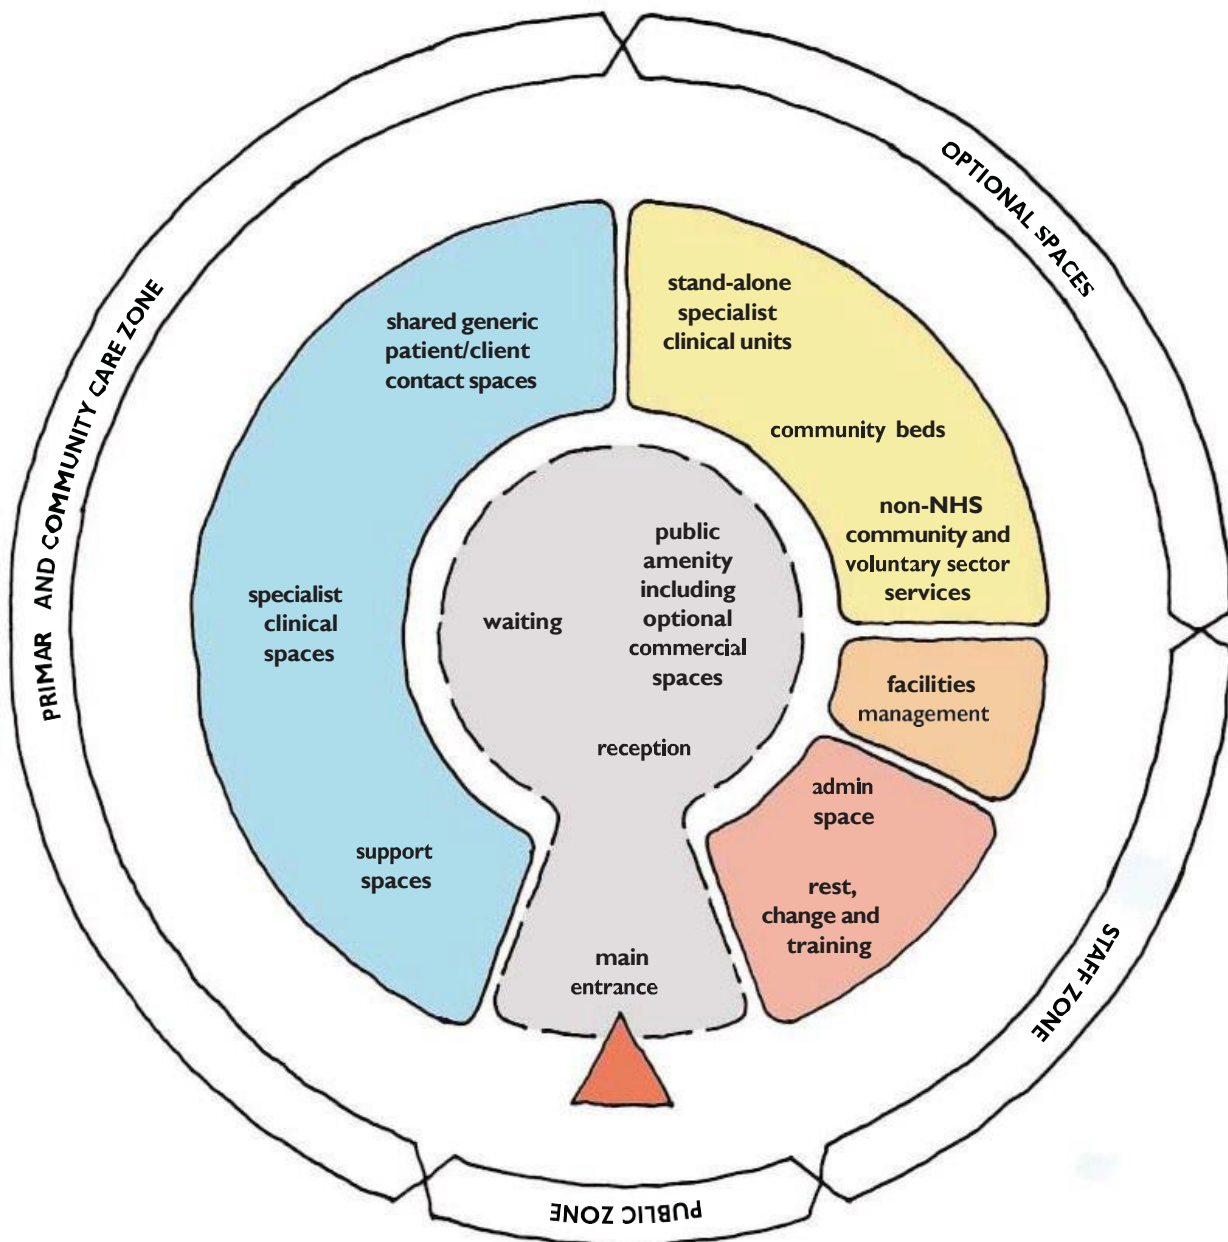 OPTIONAL SPACES
PRIMAR AND COMMUNITY CARE ZONE
shared generic
patient/client
contact spaces
specialist
clinical
spaces
support
spaces
stand-alone
specialist
clinical units
community beds
non-NHS
community and
voluntary sector
services
waiting
public
amenity
including
optional
commercial
spaces
reception
main
entrance
facilities
management
admin
space
rest,
change and
training
STAFF ZONE
PUBLIC ZONE